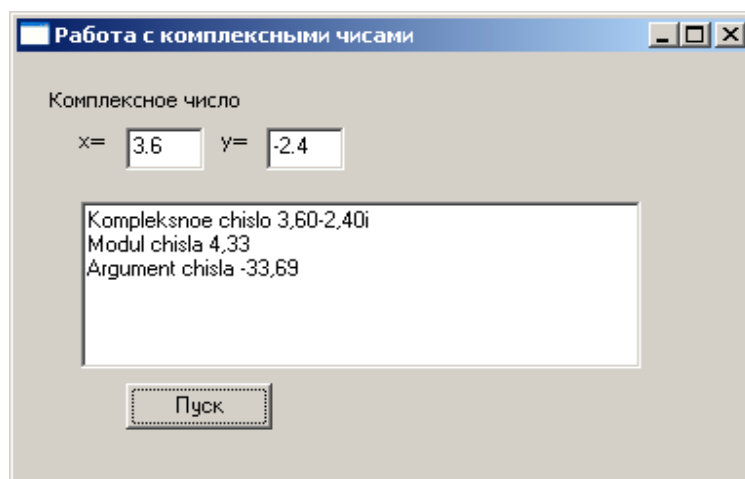 Работа с комплексными чисами
Комплексное число
x= 3.6 y= -2.4
Kompleksnoe chislo 3,60-2,40i
Modul chisla 4,33
Argument chisla -33,69
Пуск